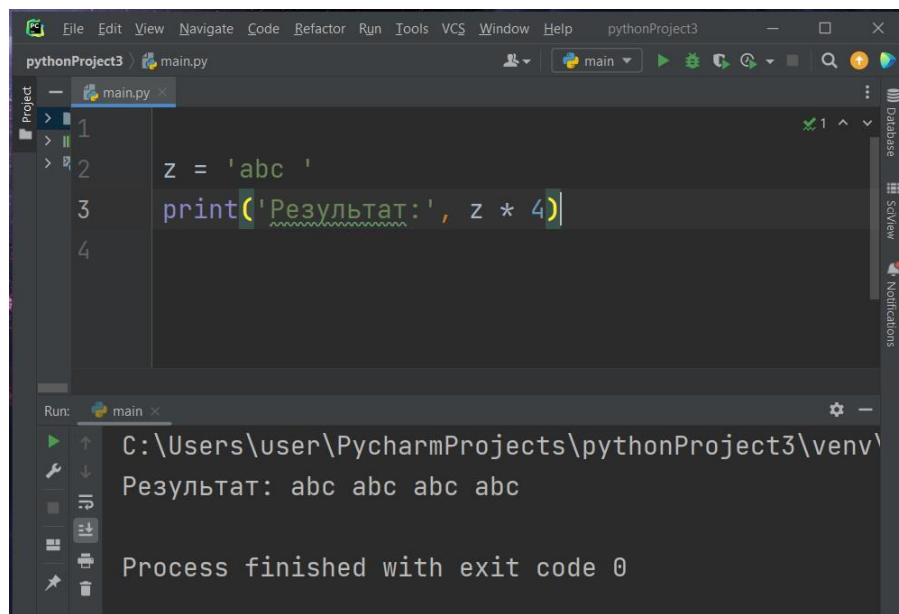 PC File Edit View Navigate Code Refactor Run Tools VCS Window Help pythonProject3
pythonProject3 main.py main
Project
main.py
1
1
2 z = 'abc '
3 print('Результат:', z * 4)
4
Database
SciView
Notifications
Run: main
C:\Users\user\PycharmProjects\pythonProject3\venv\
Результат: abc abc abc abc
Process finished with exit code 0